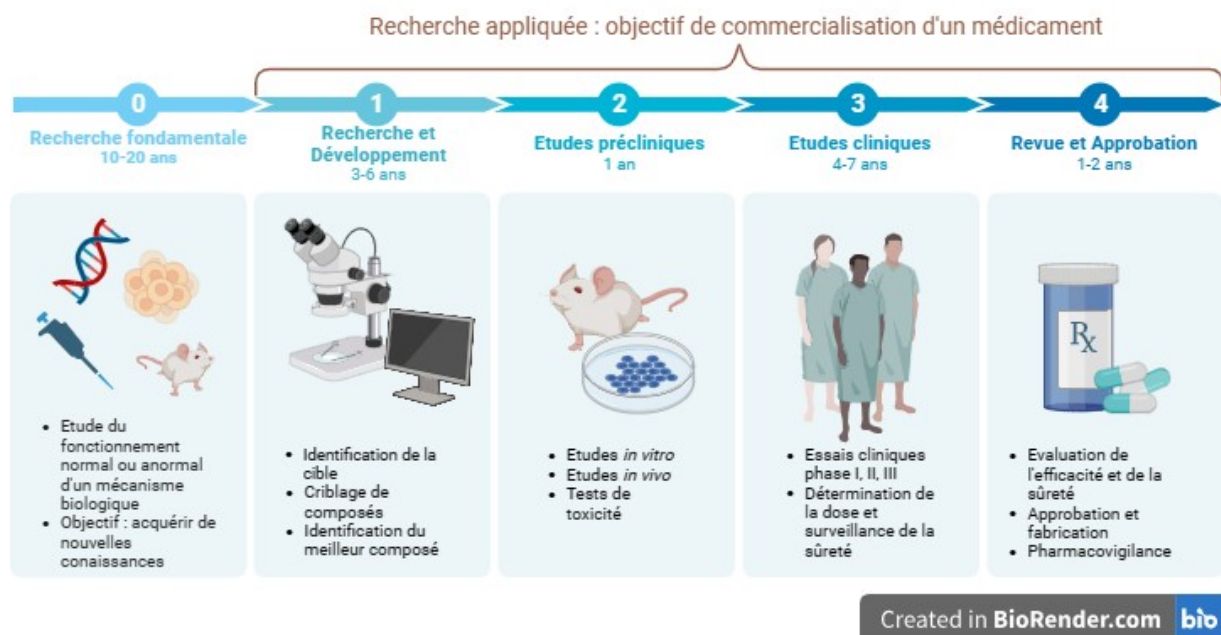 Recherche appliquée : objectif de commercialisation d'un médicament
0
Recherche fondamentale
10-20 ans
1
Recherche et
Développement
3-6 ans
2
Etudes précliniques
1 an
3
Etudes cliniques
4-7 ans
4
Revue et Approbation
1-2 ans
• Etude du
fonctionnement
normal ou anormal
d'un mécanisme
biologique
• Objectif : acquérir de
nouvelles
conaissances
• Identification de la
cible
• Criblage de
composés
• Identification du
meilleur composé
• Etudes in vitro
• Etudes in vivo
• Tests de
toxicité
• Essais cliniques
phase I, II, III
• Détermination de
la dose et
surveillance de la
sûreté
Rx
• Evaluation de
l'efficacité et de la
sûreté
• Approbation et
fabrication
• Pharmacovigilance
Created in BioRender.com bio